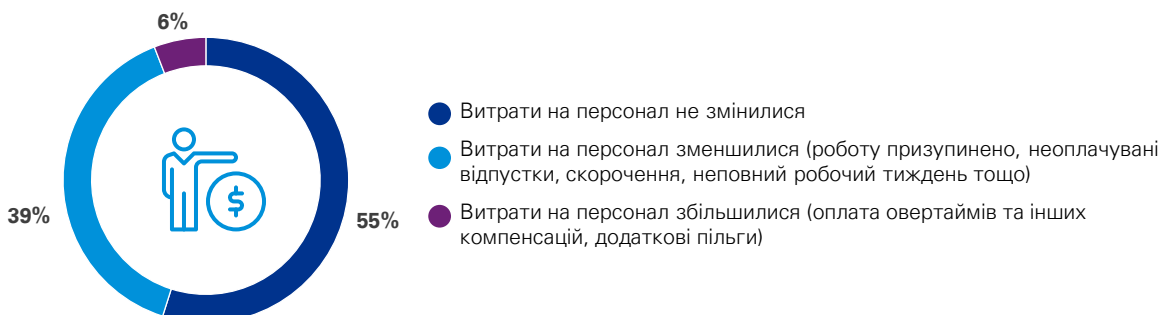 6%
Витрати на персонал не змінилися
Витрати на персонал зменшилися (роботу призупинено, неоплачувані
відпустки, скорочення, неповний робочий тиждень тощо)
39%
$
55%
Витрати на персонал збільшилися (оплата овертаймів та інших
компенсацій, додаткові пільги)